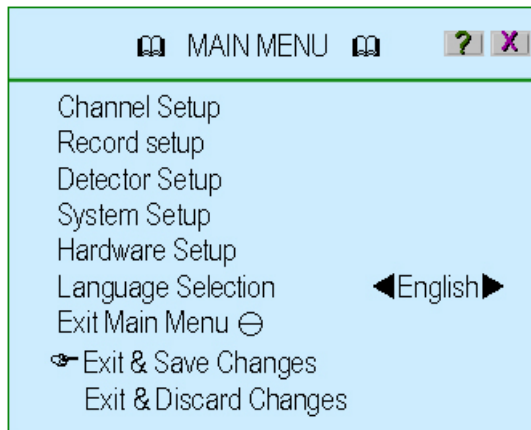 MAIN MENU ? X
Channel Setup
Record setup
Detector Setup
System Setup
Hardware Setup
Language Selection ◀English▶
Exit Main Menu ⊖
Exit & Save Changes
Exit & Discard Changes